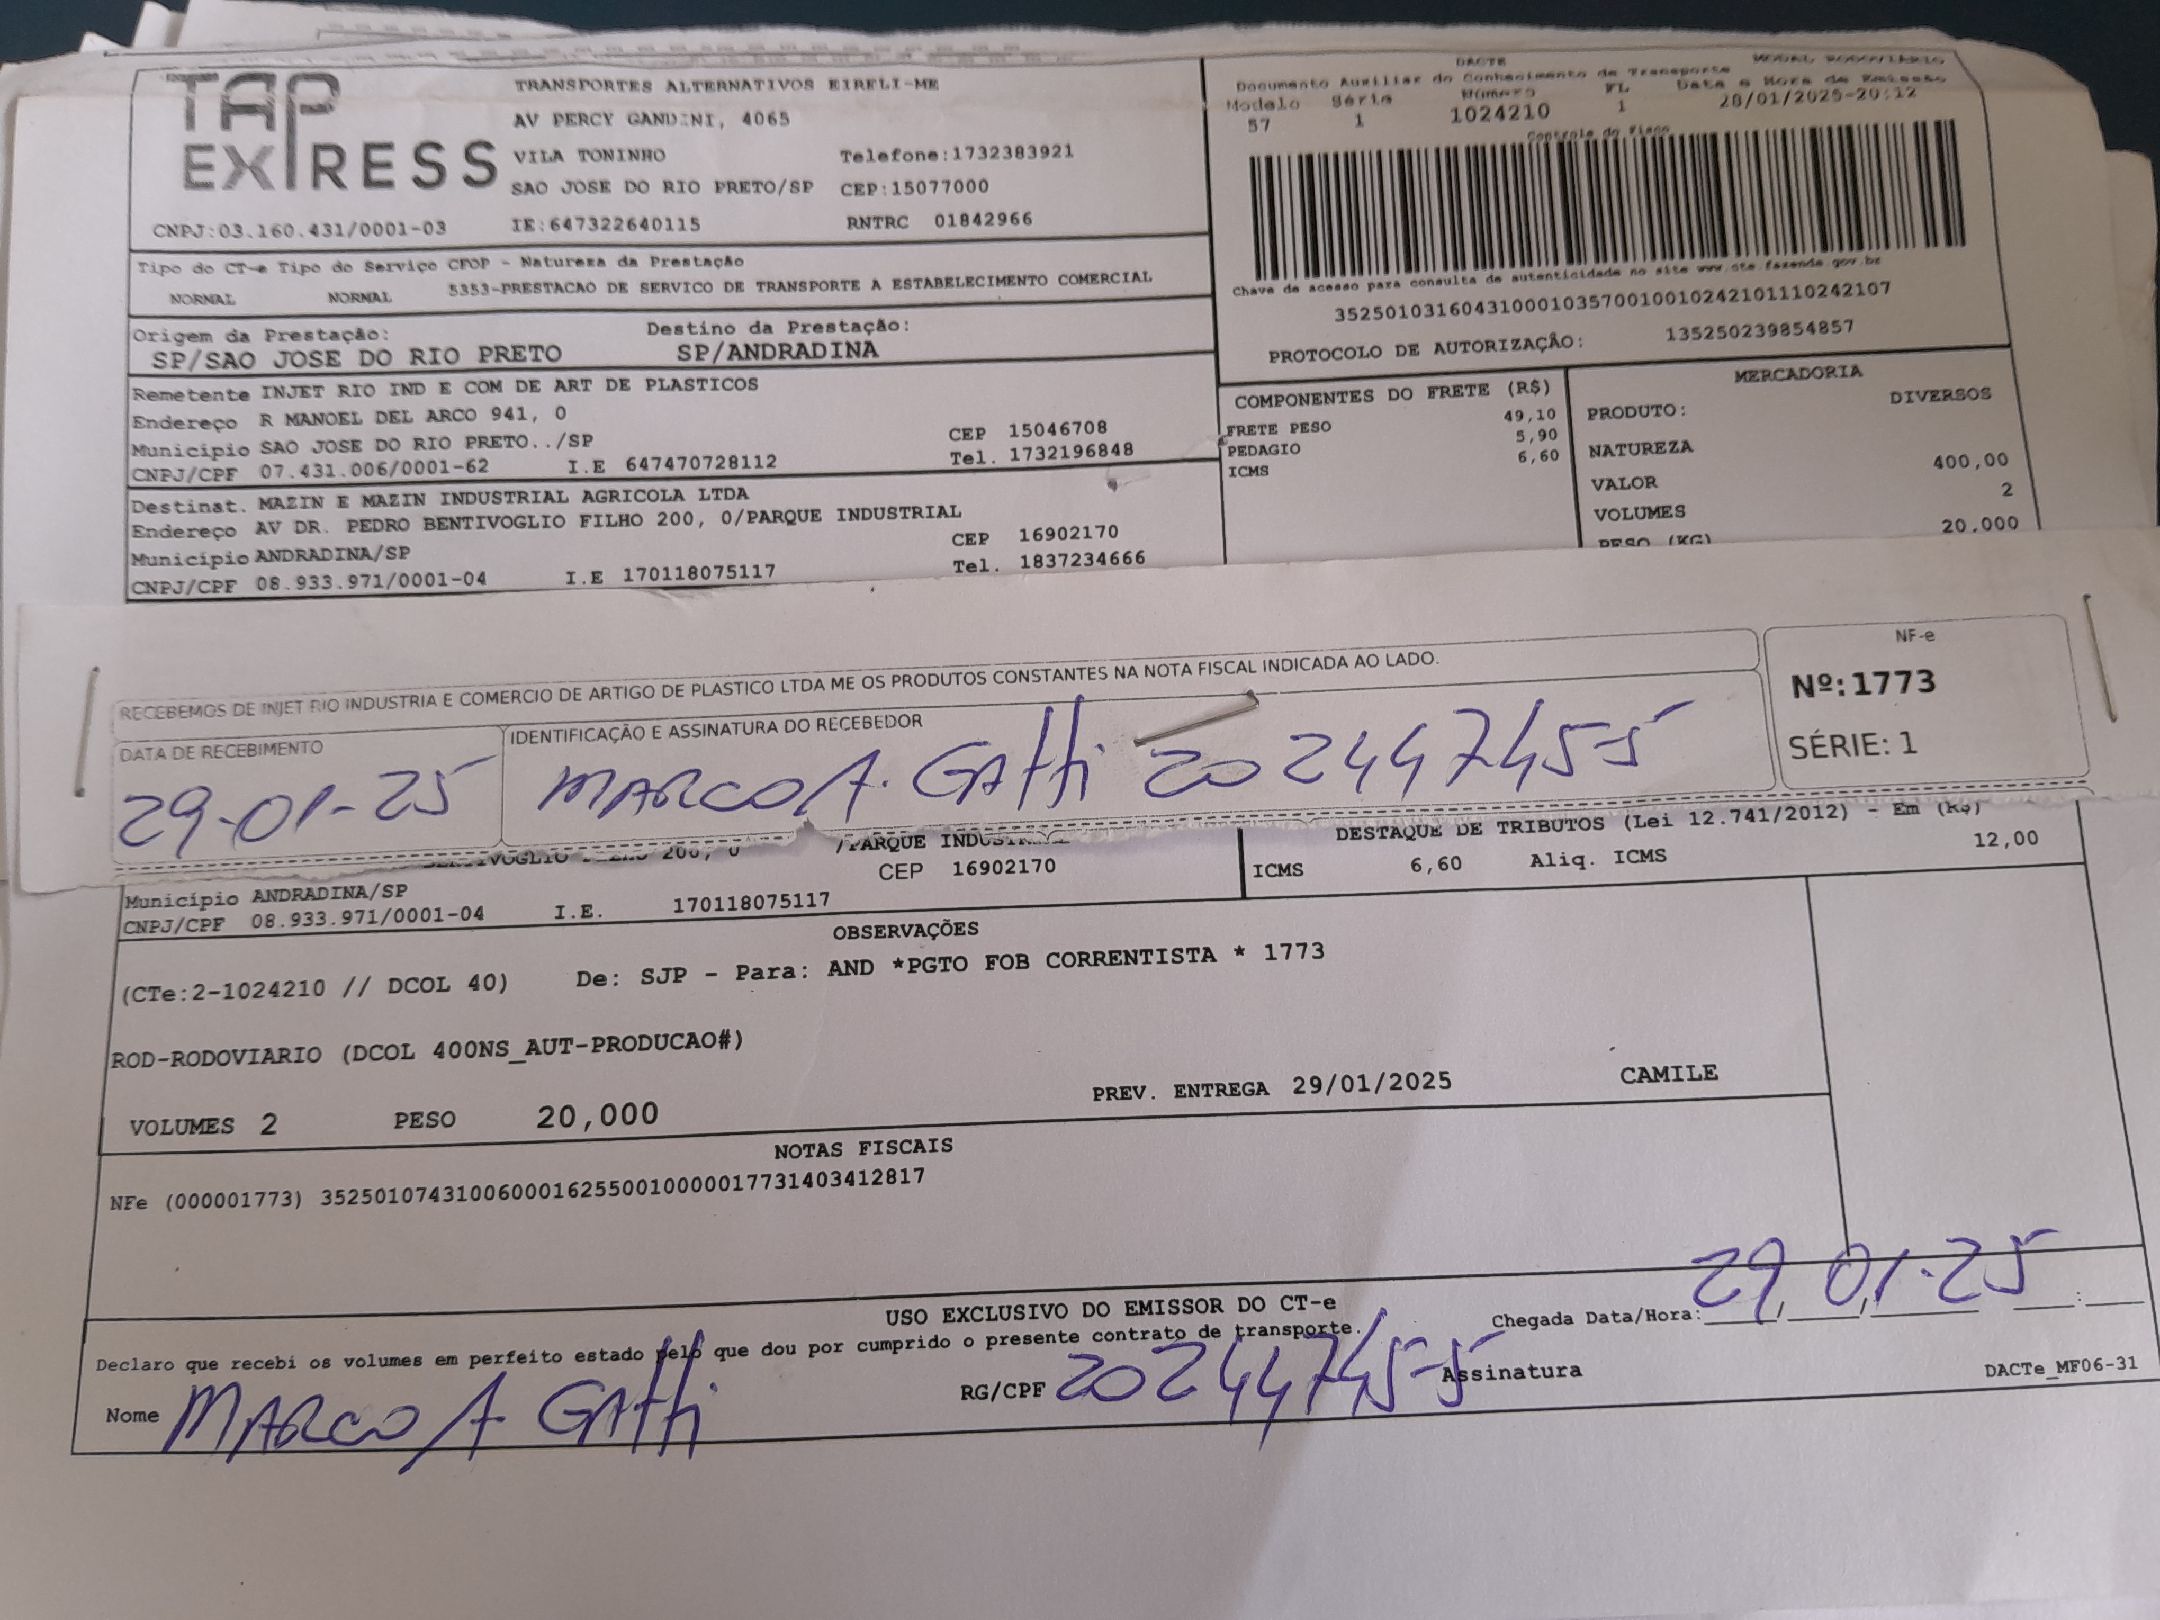 TAP EXPRESS
TRANSPORTES ALTERNATIVOS EIRELI-ME
AV PERCY GANDINI, 4065
VILA TONINHO Telefone:1732383921
SAO JOSE DO RIO PRETO/SP CEP:15077000
CNPJ:03.160.431/0001-03 IE:647322640115 RNTRC 01842966
DACTE MODAL RODOVIARIO
Documento Auxiliar do Conhecimento de Transporte
Modelo Série Número FL Data e Hora de Emissão
57 1 1024210 1 28/01/2025-20:12
Controle do Fisco
Chave de acesso para consulta de autenticidade no site www.cte.fazenda.gov.br
35250103160431000103570010010242101110242107
PROTOCOLO DE AUTORIZAÇÃO: 135250239854857
Tipo do CT-e Tipo do Serviço CFOP - Natureza da Prestação
NORMAL NORMAL 5353-PRESTACAO DE SERVICO DE TRANSPORTE A ESTABELECIMENTO COMERCIAL
Origem da Prestação: Destino da Prestação:
SP/SAO JOSE DO RIO PRETO SP/ANDRADINA
Remetente INJET RIO IND E COM DE ART DE PLASTICOS
Endereço R MANOEL DEL ARCO 941, 0
Município SAO JOSE DO RIO PRETO../SP CEP 15046708
CNPJ/CPF 07.431.006/0001-62 I.E 647470728112 Tel. 1732196848
Destinat. MAZIN E MAZIN INDUSTRIAL AGRICOLA LTDA
Endereço AV DR. PEDRO BENTIVOGLIO FILHO 200, 0/PARQUE INDUSTRIAL
Município ANDRADINA/SP CEP 16902170
CNPJ/CPF 08.933.971/0001-04 I.E 170118075117 Tel. 1837234666
COMPONENTES DO FRETE (R$)
FRETE PESO 49,10
PEDAGIO 5,90
ICMS 6,60
MERCADORIA
PRODUTO: DIVERSOS
NATUREZA
VALOR 400,00
VOLUMES 2
PESO (KG) 20,000
RECEBEMOS DE INJET RIO INDUSTRIA E COMERCIO DE ARTIGO DE PLASTICO LTDA ME OS PRODUTOS CONSTANTES NA NOTA FISCAL INDICADA AO LADO.
DATA DE RECEBIMENTO IDENTIFICAÇÃO E ASSINATURA DO RECEBEDOR
29-01-25 MARCO A. GAtti 20244745-5
NF-e
Nº: 1773
SÉRIE: 1
BENTIVOGLIO FILHO 200, 0 /PARQUE INDUSTRIAL
CEP 16902170
Município ANDRADINA/SP
CNPJ/CPF 08.933.971/0001-04 I.E. 170118075117
DESTAQUE DE TRIBUTOS (Lei 12.741/2012) - Em (R$)
ICMS 6,60 Aliq. ICMS 12,00
OBSERVAÇÕES
(CTe:2-1024210 // DCOL 40) De: SJP - Para: AND *PGTO FOB CORRENTISTA * 1773
ROD-RODOVIARIO (DCOL 400NS_AUT-PRODUCAO#)
VOLUMES 2 PESO 20,000 PREV. ENTREGA 29/01/2025 CAMILE
NOTAS FISCAIS
NFe (000001773) 35250107431006000162550010000017731403412817
USO EXCLUSIVO DO EMISSOR DO CT-e
Declaro que recebi os volumes em perfeito estado pelo que dou por cumprido o presente contrato de transporte. Chegada Data/Hora: 29/01/25
Nome MARCO A GAtti RG/CPF 20244745-5 Assinatura DACTe_MF06-31